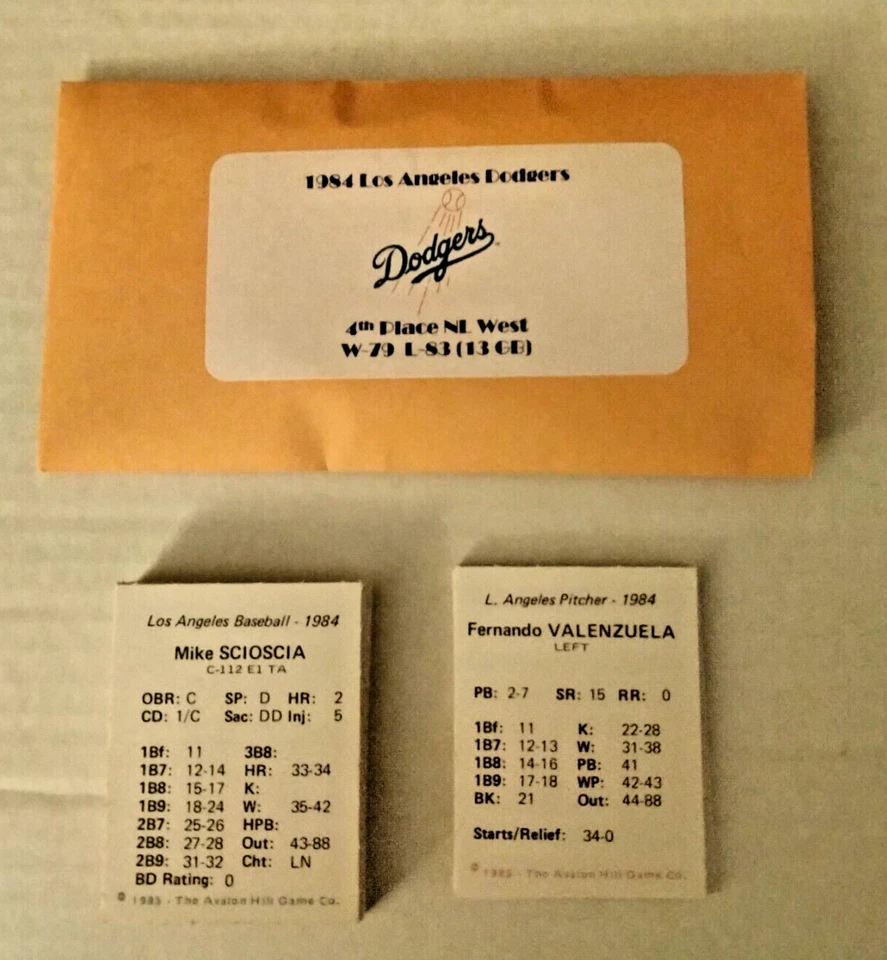 1984 Los Angeles Dodgers
Dodgers
4th Place NL West
W-79 L-83 (13 GB)
Los Angeles Baseball - 1984
Mike SCIOSCIA
C-112 E1 TA
OBR: C SP: D HR: 2
CD: 1/C Sac: DD Inj: 5
1Bf: 11 3B8:
1B7: 12-14 HR: 33-34
1B8: 15-17 K:
1B9: 18-24 W: 35-42
2B7: 25-26 HPB:
2B8: 27-28 Out: 43-88
2B9: 31-32 Cht: LN
BD Rating: 0
© 1985 - The Avalon Hill Game Co.
L. Angeles Pitcher - 1984
Fernando VALENZUELA
LEFT
PB: 2-7 SR: 15 RR: 0
1Bf: 11 K: 22-28
1B7: 12-13 W: 31-38
1B8: 14-16 PB: 41
1B9: 17-18 WP: 42-43
BK: 21 Out: 44-88
Starts/Relief: 34-0
© 1985 - The Avalon Hill Game Co.